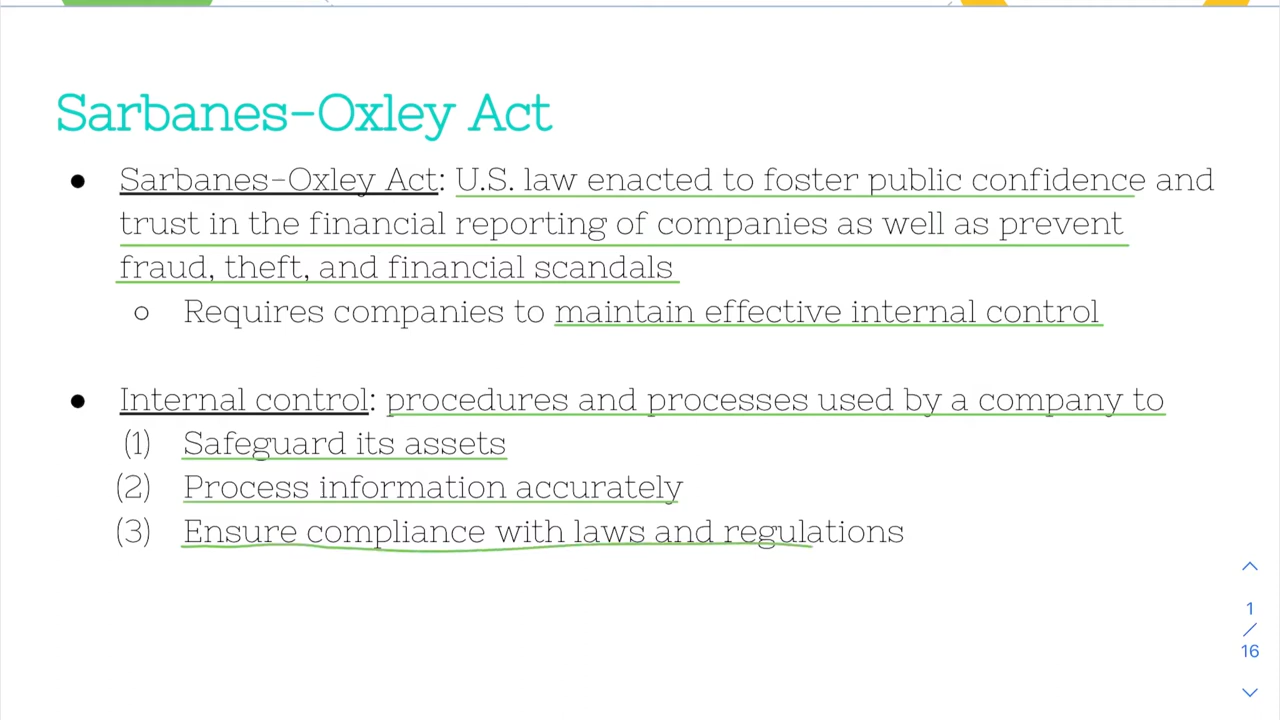 Sarbanes-Oxley Act
● Sarbanes-Oxley Act: U.S. law enacted to foster public confidence and
trust in the financial reporting of companies as well as prevent
fraud, theft, and financial scandals
○ Requires companies to maintain effective internal control
● Internal control: procedures and processes used by a company to
(1) Safeguard its assets
(2) Process information accurately
(3) Ensure compliance with laws and regulations
1
/
16